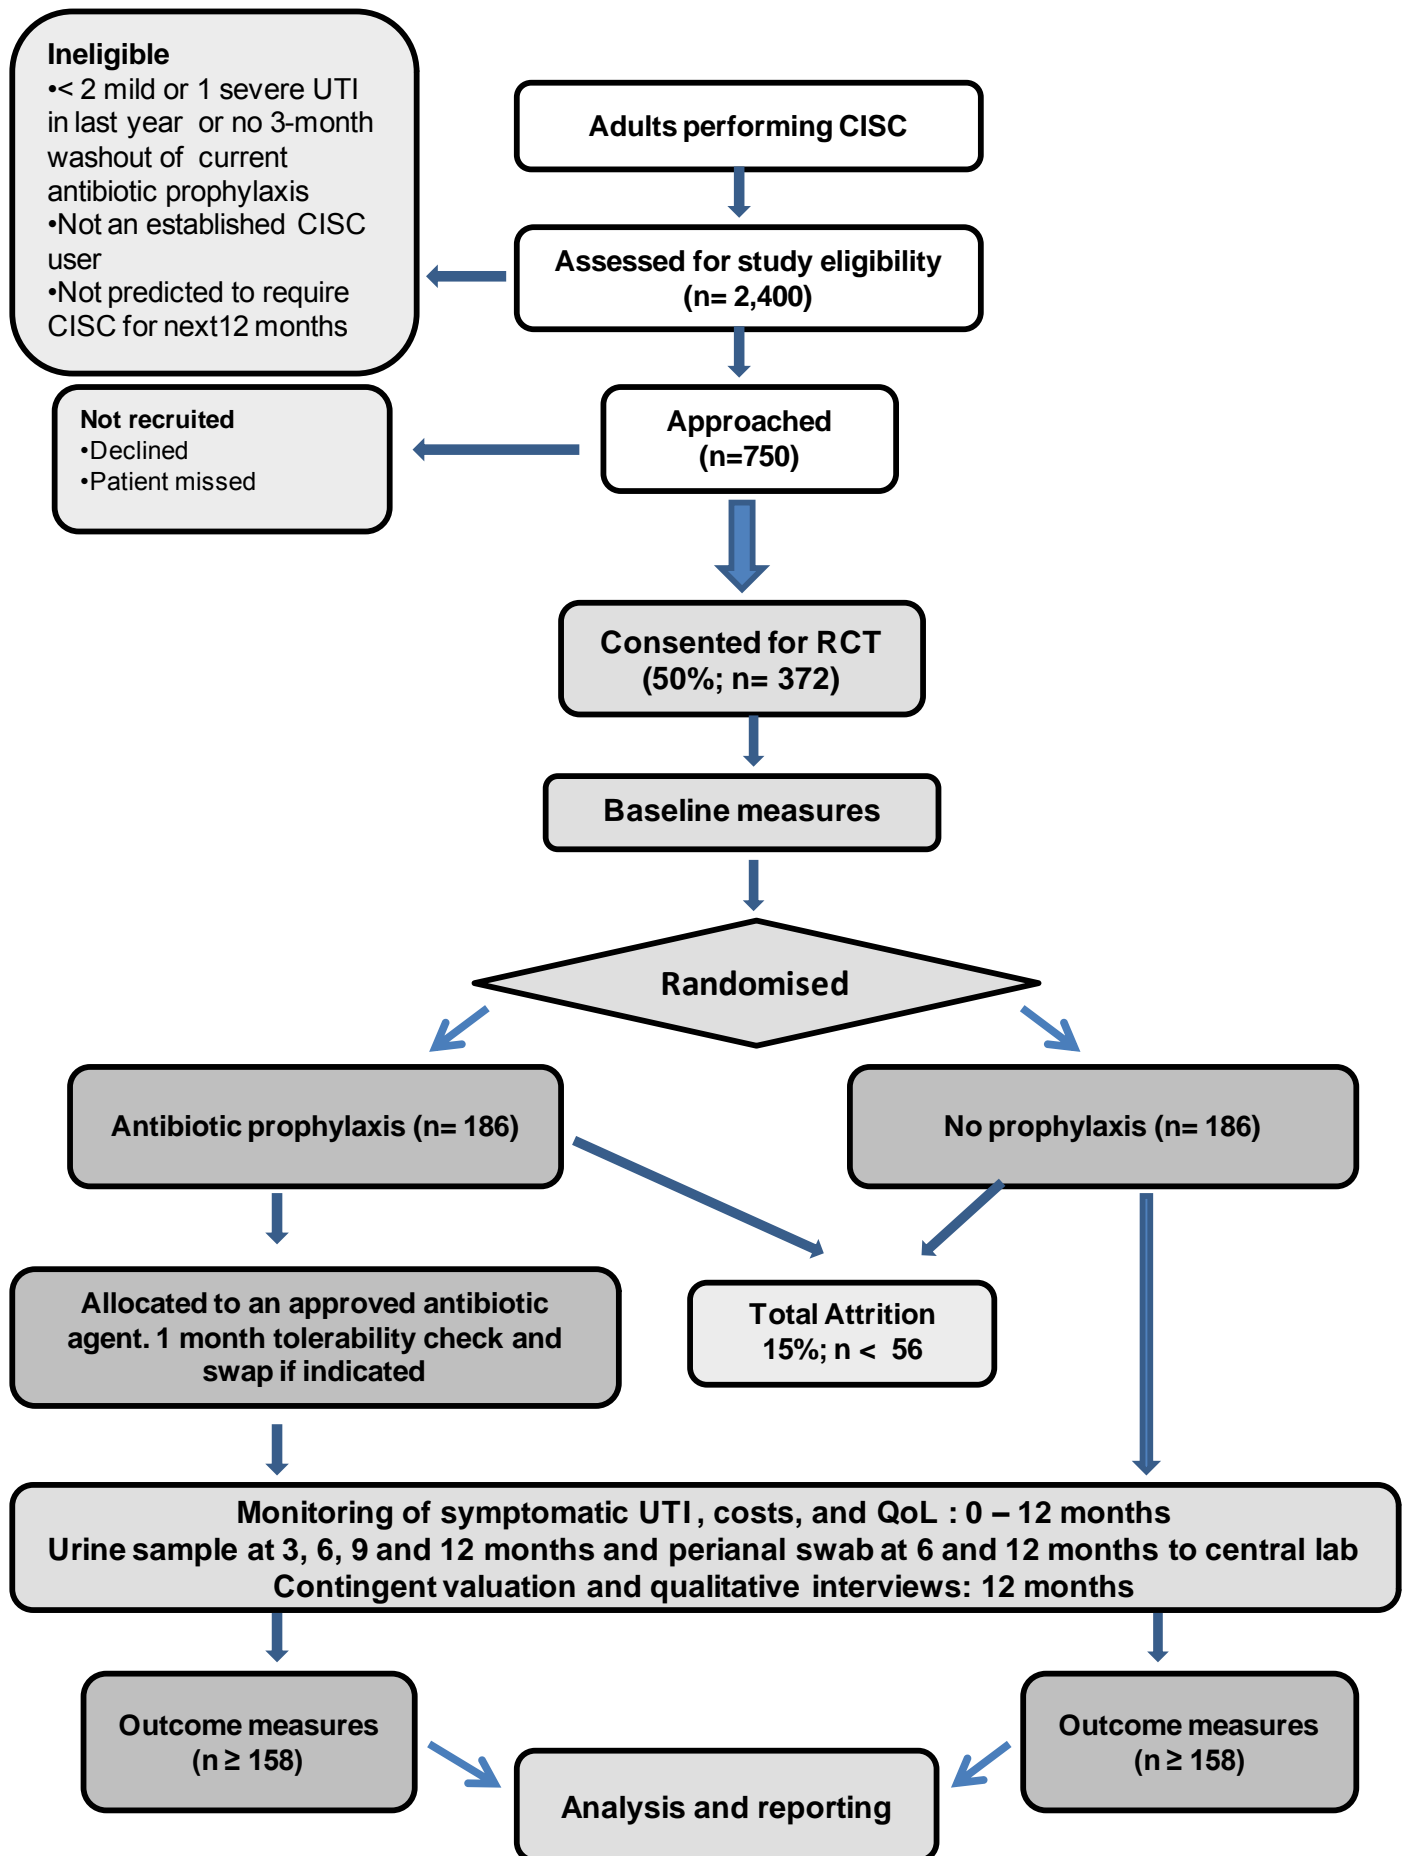 Ineligible
•< 2 mild or 1 severe UTI
in last year or no 3-month
washout of current
antibiotic prophylaxis
•Not an established CISC
user
•Not predicted to require
CISC for next12 months
Adults performing CISC
Assessed for study eligibility
(n= 2,400)
Not recruited
•Declined
•Patient missed
Approached
(n=750)
Consented for RCT
(50%; n= 372)
Baseline measures
Randomised
Antibiotic prophylaxis (n= 186)
No prophylaxis (n= 186)
Allocated to an approved antibiotic
agent. 1 month tolerability check and
swap if indicated
Total Attrition
15%; n < 56
Monitoring of symptomatic UTI, costs, and QoL : 0 – 12 months
Urine sample at 3, 6, 9 and 12 months and perianal swab at 6 and 12 months to central lab
Contingent valuation and qualitative interviews: 12 months
Outcome measures
(n ≥ 158)
Outcome measures
(n ≥ 158)
Analysis and reporting